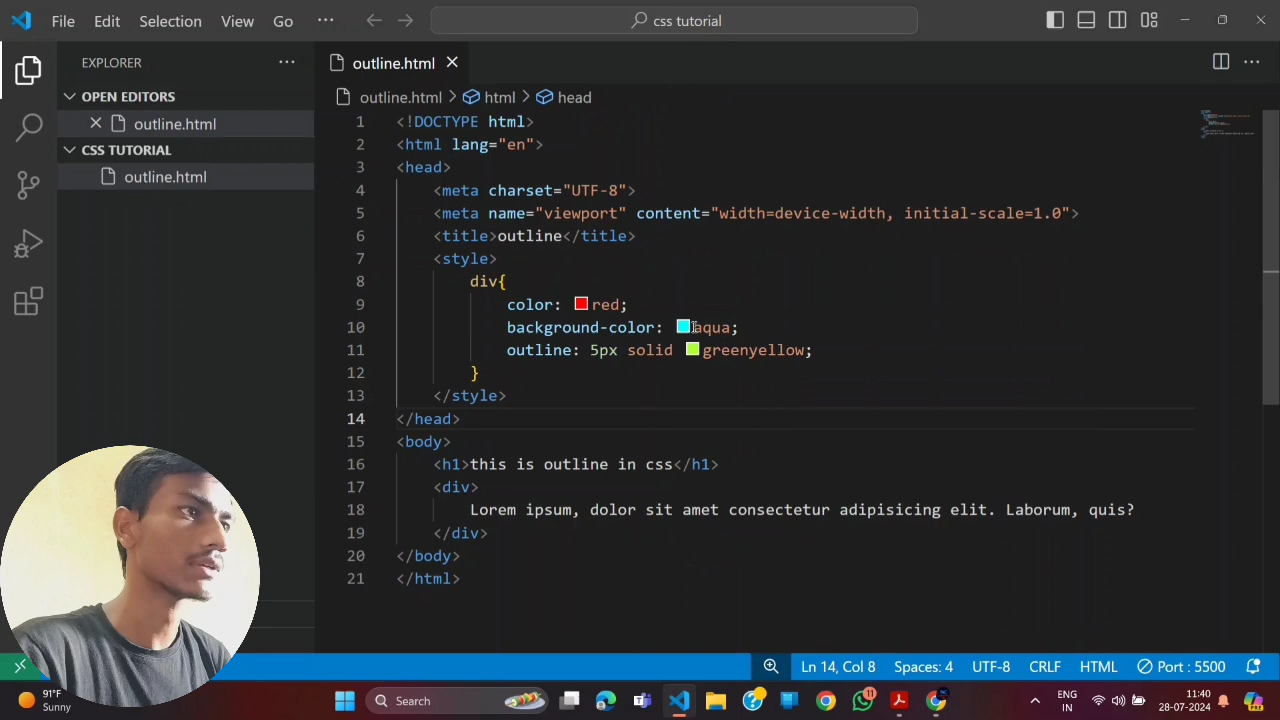 File Edit Selection View Go ··· css tutorial
EXPLORER ···
outline.html
OPEN EDITORS
outline.html
CSS TUTORIAL
outline.html
outline.html > html > head
1 <!DOCTYPE html>
2 <html lang="en">
3 <head>
4 <meta charset="UTF-8">
5 <meta name="viewport" content="width=device-width, initial-scale=1.0">
6 <title>outline</title>
7 <style>
8 div{
9 color: red;
10 background-color: aqua;
11 outline: 5px solid greenyellow;
12 }
13 </style>
14 </head>
15 <body>
16 <h1>this is outline in css</h1>
17 <div>
18 Lorem ipsum, dolor sit amet consectetur adipisicing elit. Laborum, quis?
19 </div>
20 </body>
21 </html>
Ln 14, Col 8 Spaces: 4 UTF-8 CRLF HTML Port : 5500
91°F
Sunny
Search
11
ENG
IN
11:40
28-07-2024